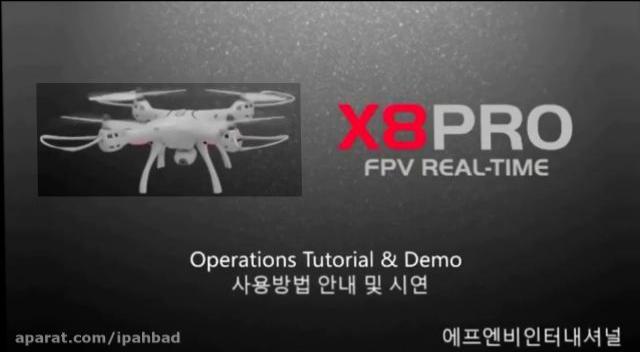 X8PRO
FPV REAL-TIME
Operations Tutorial & Demo
사용방법 안내 및 시연
에프엔비인터내셔널
aparat.com/ipahbad